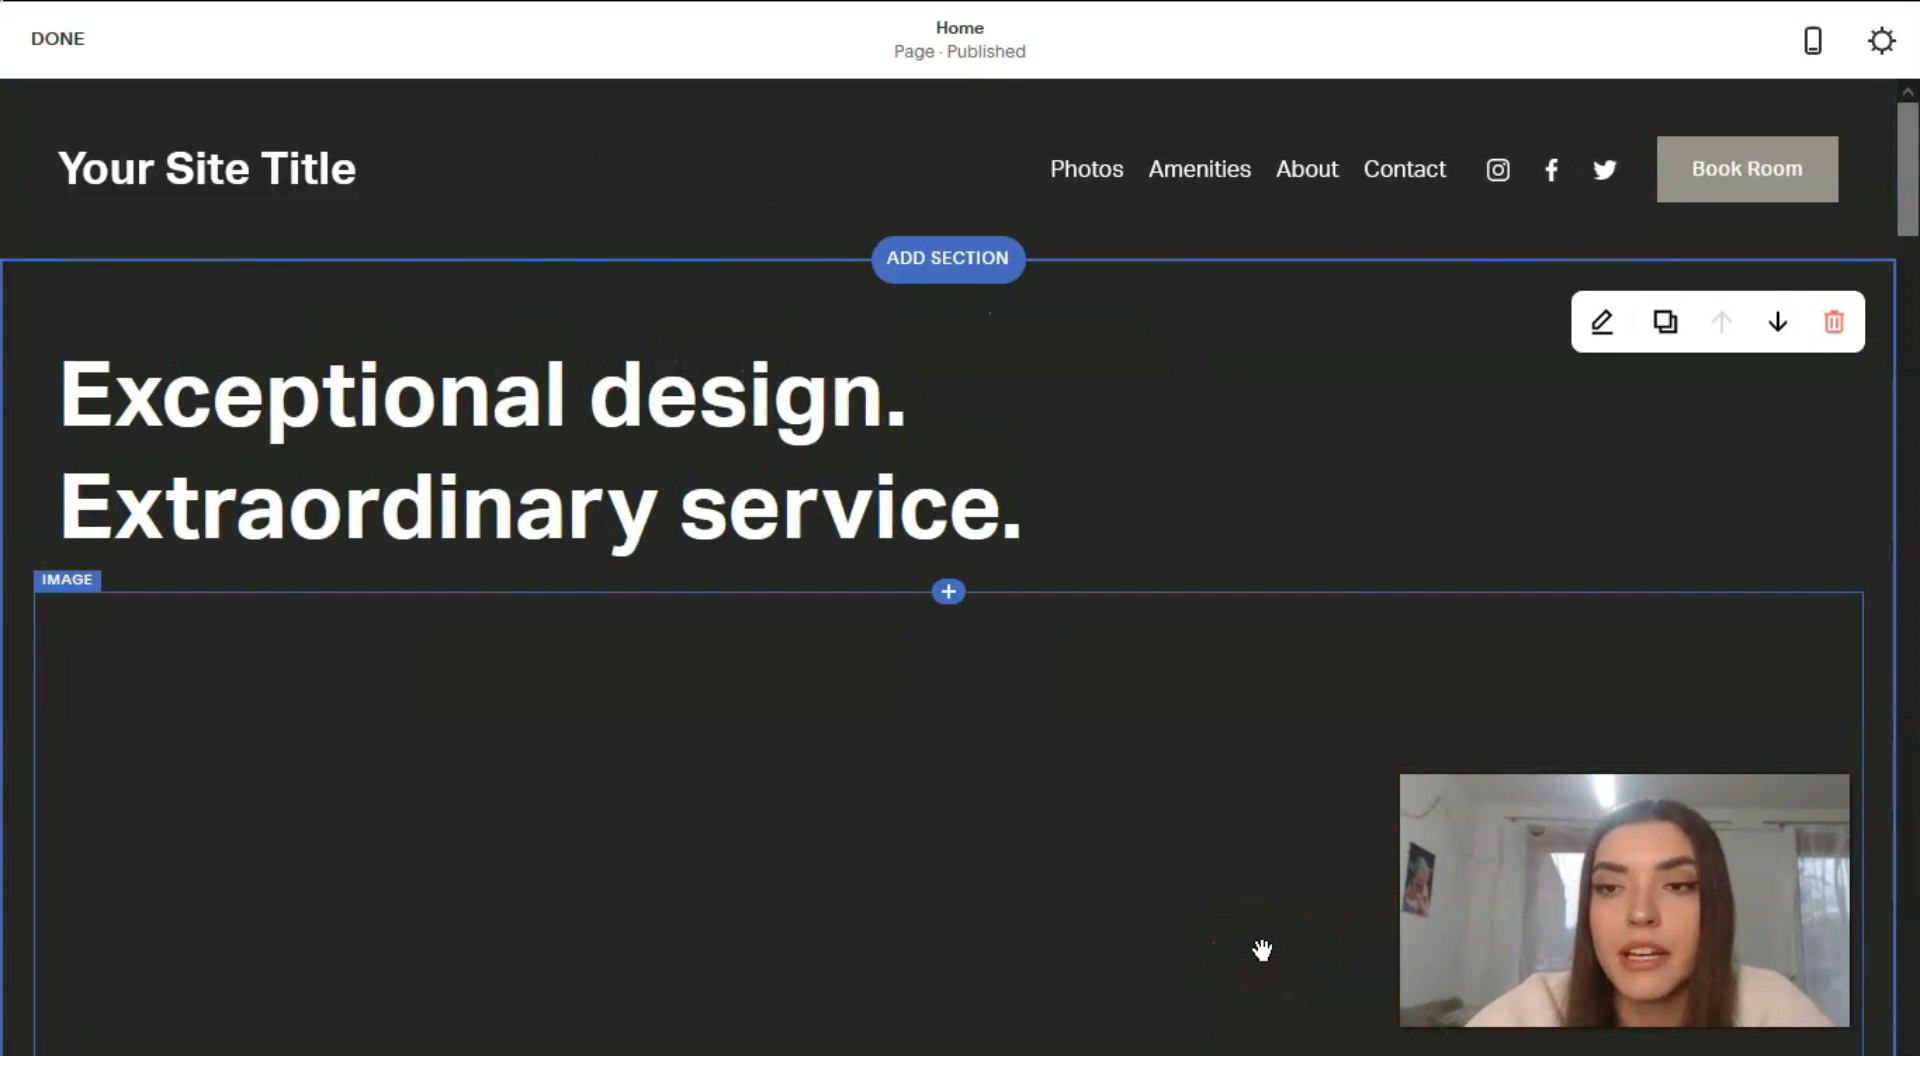 DONE
Home
Page · Published
Your Site Title
Photos Amenities About Contact
Book Room
ADD SECTION
Exceptional design.
Extraordinary service.
IMAGE